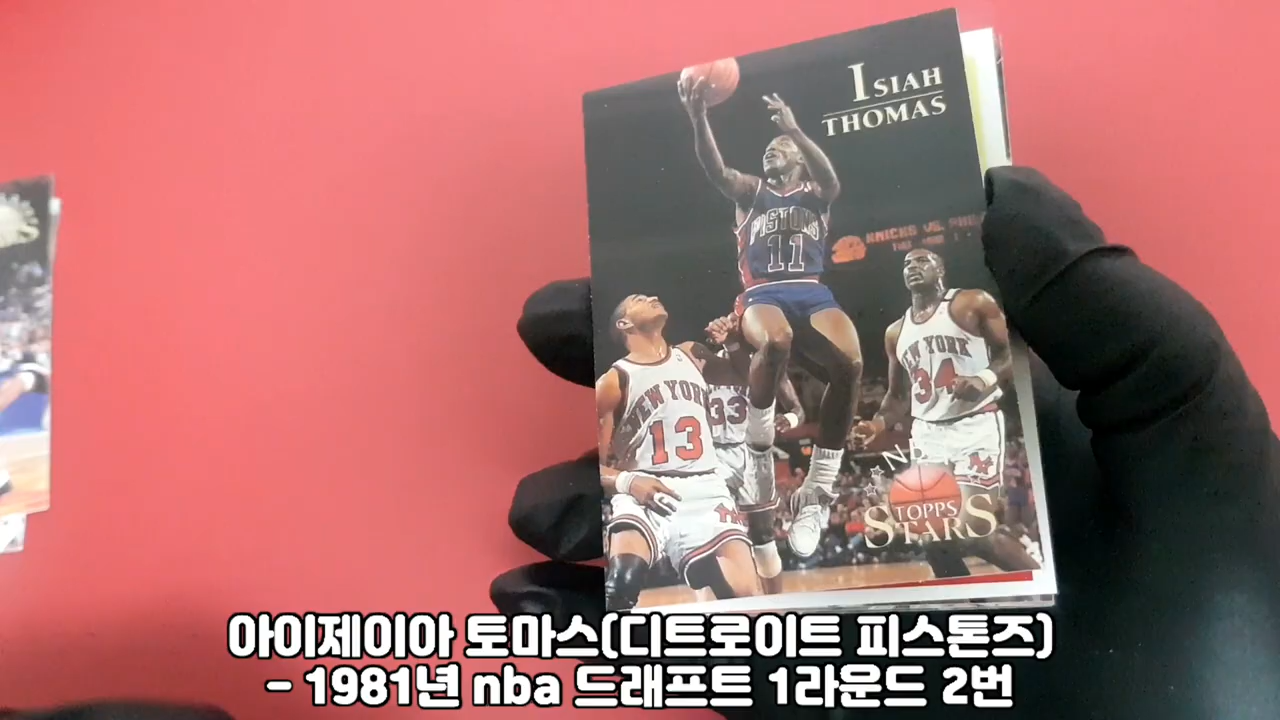 ISIAH
THOMAS
KNICKS VS.
PISTONS
11
NEW YORK
34
NEW YORK
33
13
TOPPS
STARS
아이제이아 토마스(디트로이트 피스톤즈)
- 1981년 nba 드래프트 1라운드 2번